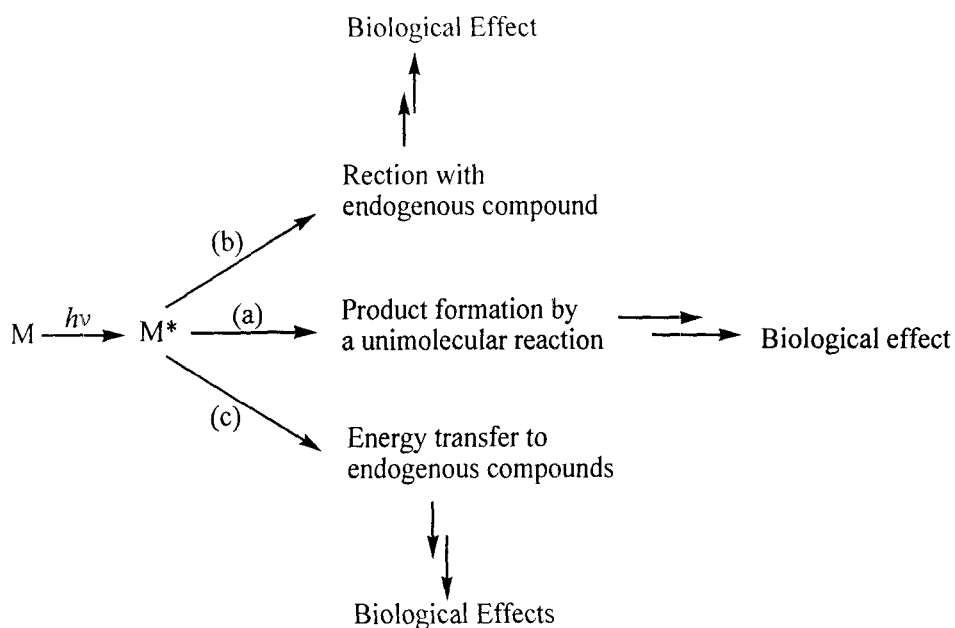 Biological Effect
Rection with
endogenous compound
(b)
M hν M* (a) Product formation by
a unimolecular reaction
Biological effect
(c)
Energy transfer to
endogenous compounds
Biological Effects